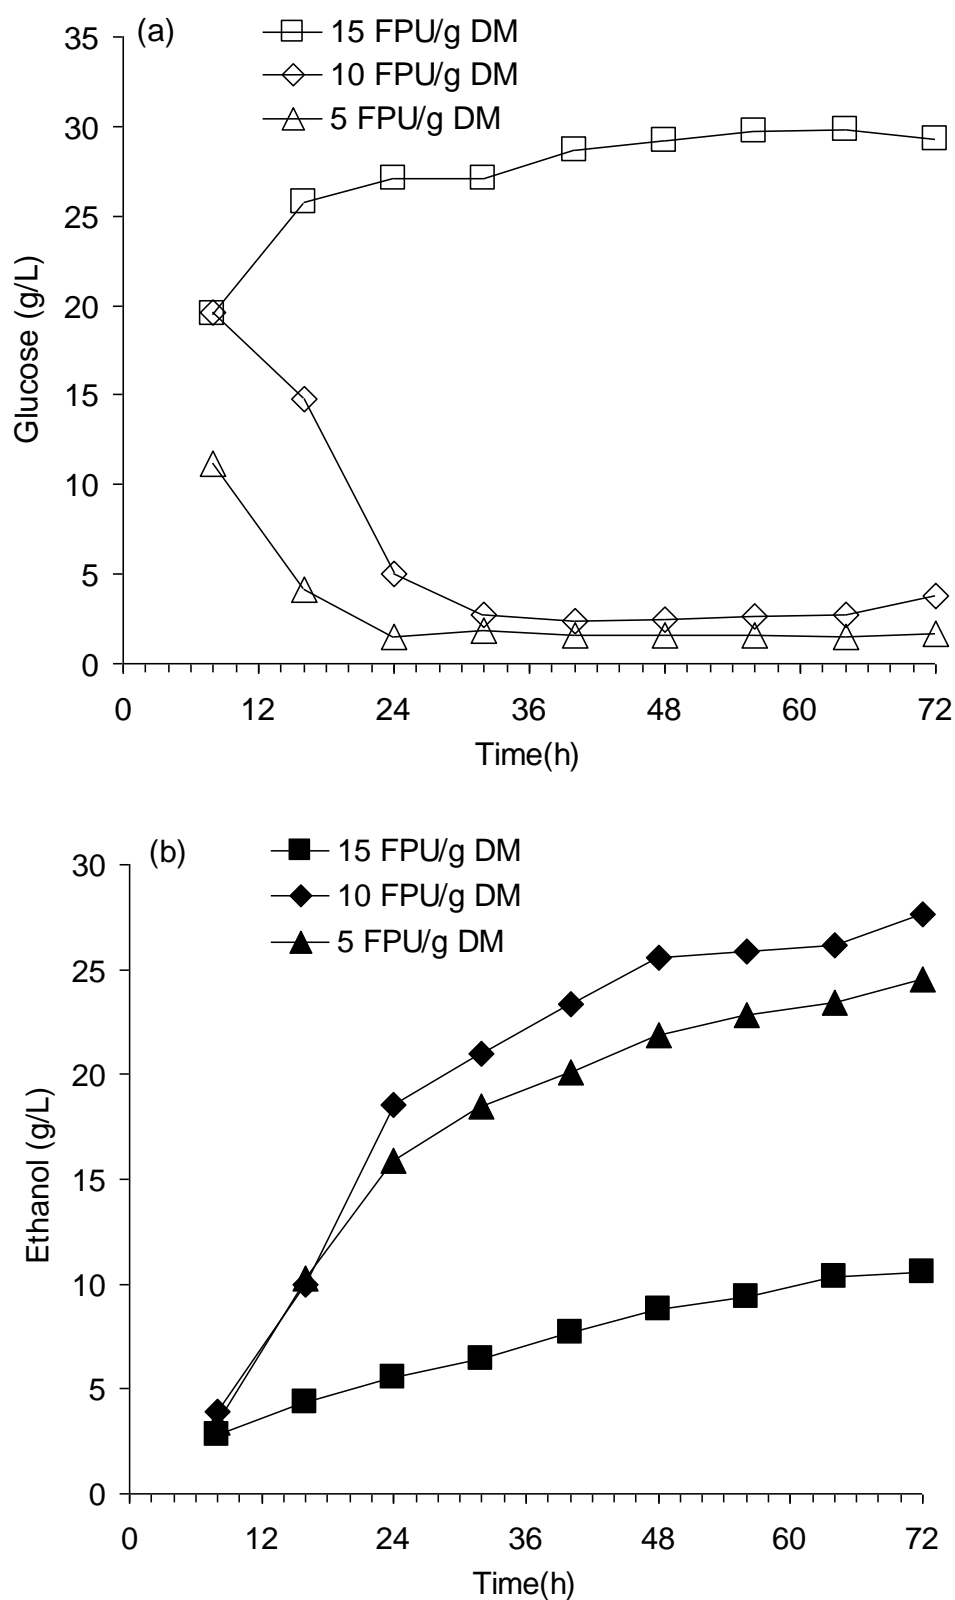 (a)
15 FPU/g DM
10 FPU/g DM
5 FPU/g DM
35
30
25
20
15
10
5
0
Glucose (g/L)
0 12 24 36 48 60 72
Time(h)
(b)
15 FPU/g DM
10 FPU/g DM
5 FPU/g DM
30
25
20
15
10
5
0
Ethanol (g/L)
0 12 24 36 48 60 72
Time(h)